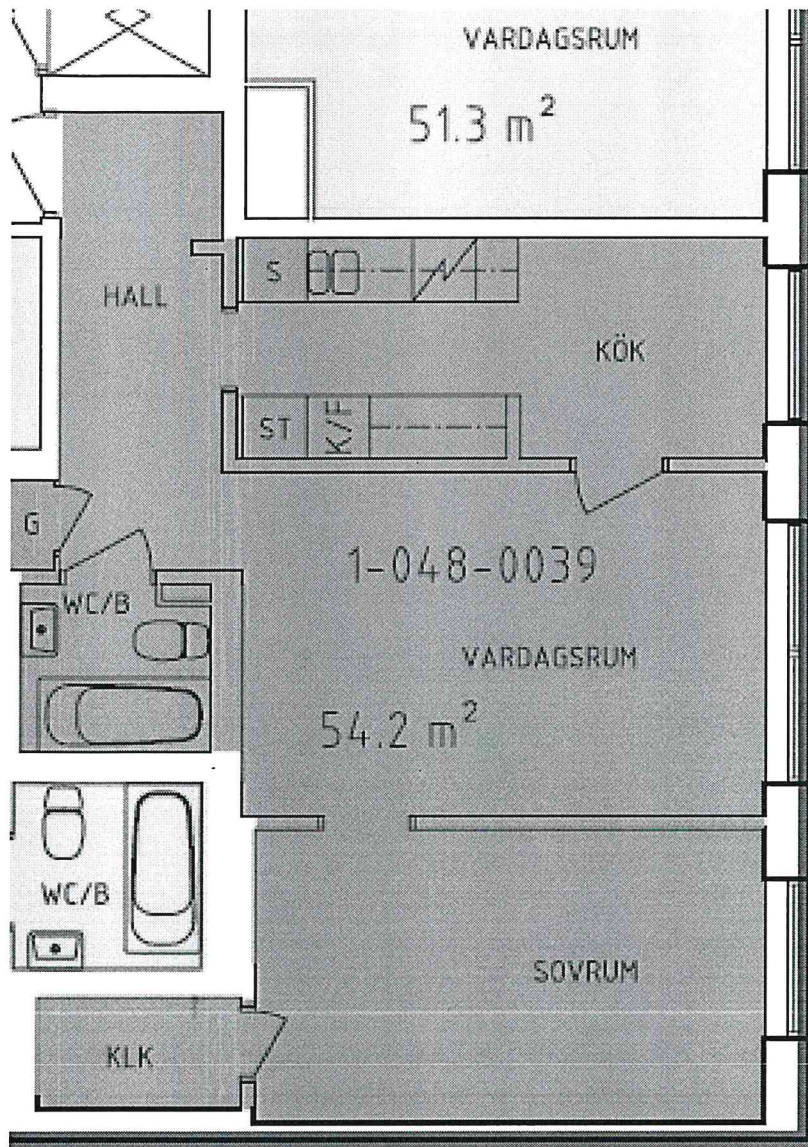 VARDAGSRUM
51.3 m²
S
HALL
KÖK
ST
K/F
G
1-048-0039
WC/B
VARDAGSRUM
54.2 m²
WC/B
SOVRUM
KLK